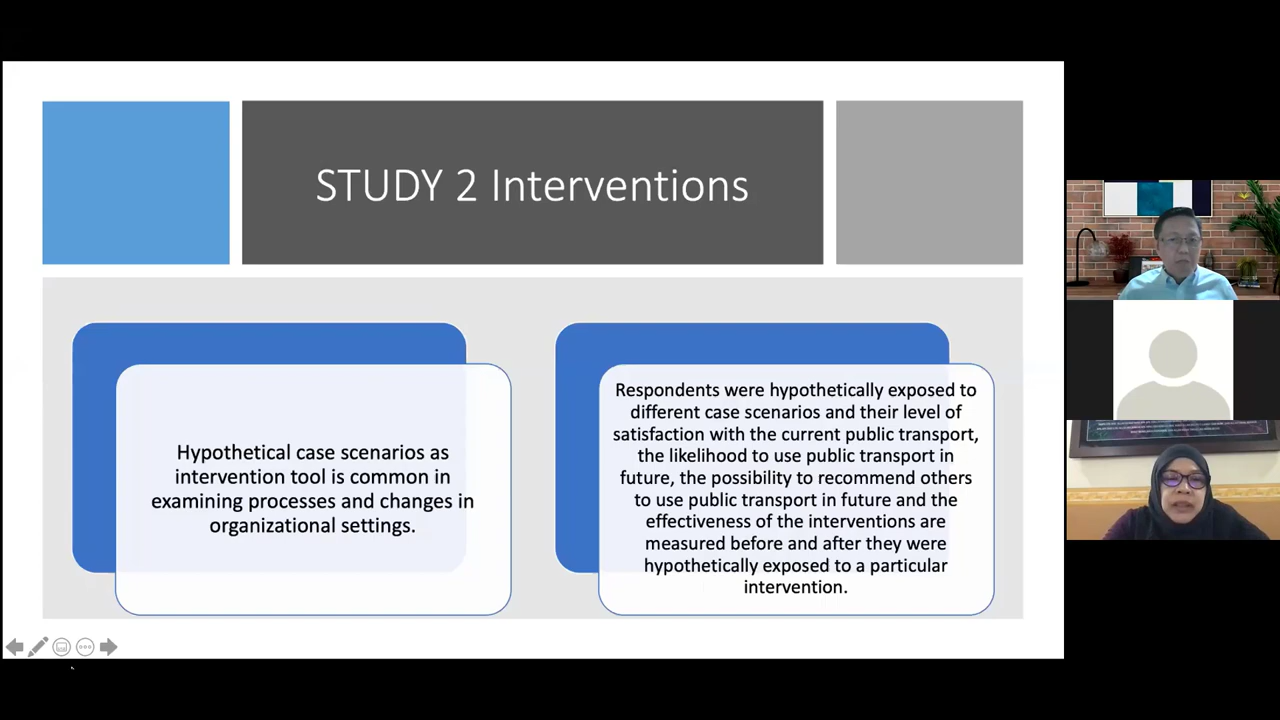 STUDY 2 Interventions
Hypothetical case scenarios as
intervention tool is common in
examining processes and changes in
organizational settings.
Respondents were hypothetically exposed to
different case scenarios and their level of
satisfaction with the current public transport,
the likelihood to use public transport in
future, the possibility to recommend others
to use public transport in future and the
effectiveness of the interventions are
measured before and after they were
hypothetically exposed to a particular
intervention.